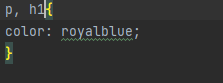 p, h1{
color: royalblue;
}